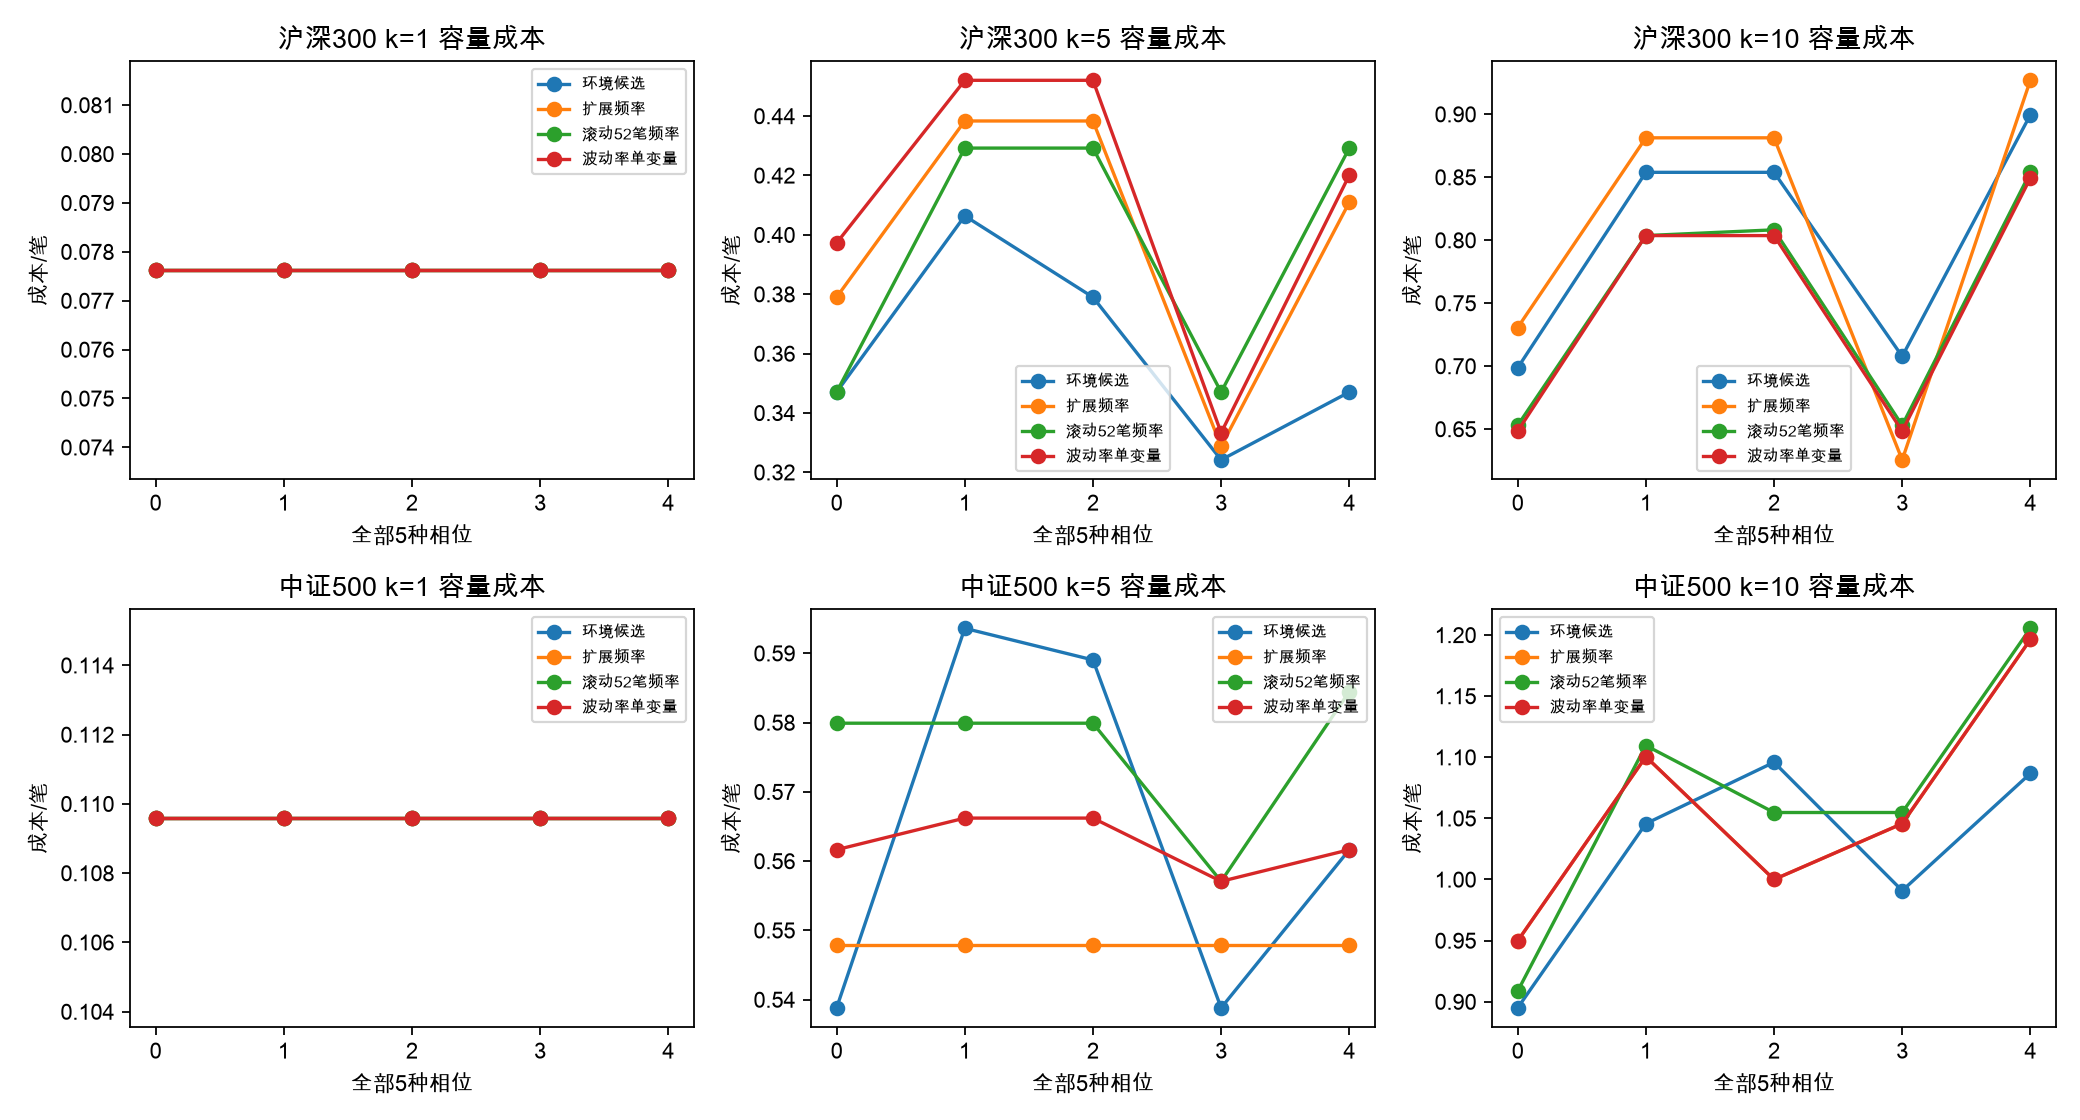 沪深300 k=1 容量成本
成本/笔
0.081
0.080
0.079
0.078
0.077
0.076
0.075
0.074
环境候选
扩展频率
滚动52笔频率
波动率单变量
0 1 2 3 4
全部5种相位
沪深300 k=5 容量成本
成本/笔
0.44
0.42
0.40
0.38
0.36
0.34
0.32
环境候选
扩展频率
滚动52笔频率
波动率单变量
0 1 2 3 4
全部5种相位
沪深300 k=10 容量成本
成本/笔
0.90
0.85
0.80
0.75
0.70
0.65
环境候选
扩展频率
滚动52笔频率
波动率单变量
0 1 2 3 4
全部5种相位
中证500 k=1 容量成本
成本/笔
0.114
0.112
0.110
0.108
0.106
0.104
环境候选
扩展频率
滚动52笔频率
波动率单变量
0 1 2 3 4
全部5种相位
中证500 k=5 容量成本
成本/笔
0.59
0.58
0.57
0.56
0.55
0.54
环境候选
扩展频率
滚动52笔频率
波动率单变量
0 1 2 3 4
全部5种相位
中证500 k=10 容量成本
成本/笔
1.20
1.15
1.10
1.05
1.00
0.95
0.90
环境候选
扩展频率
滚动52笔频率
波动率单变量
0 1 2 3 4
全部5种相位